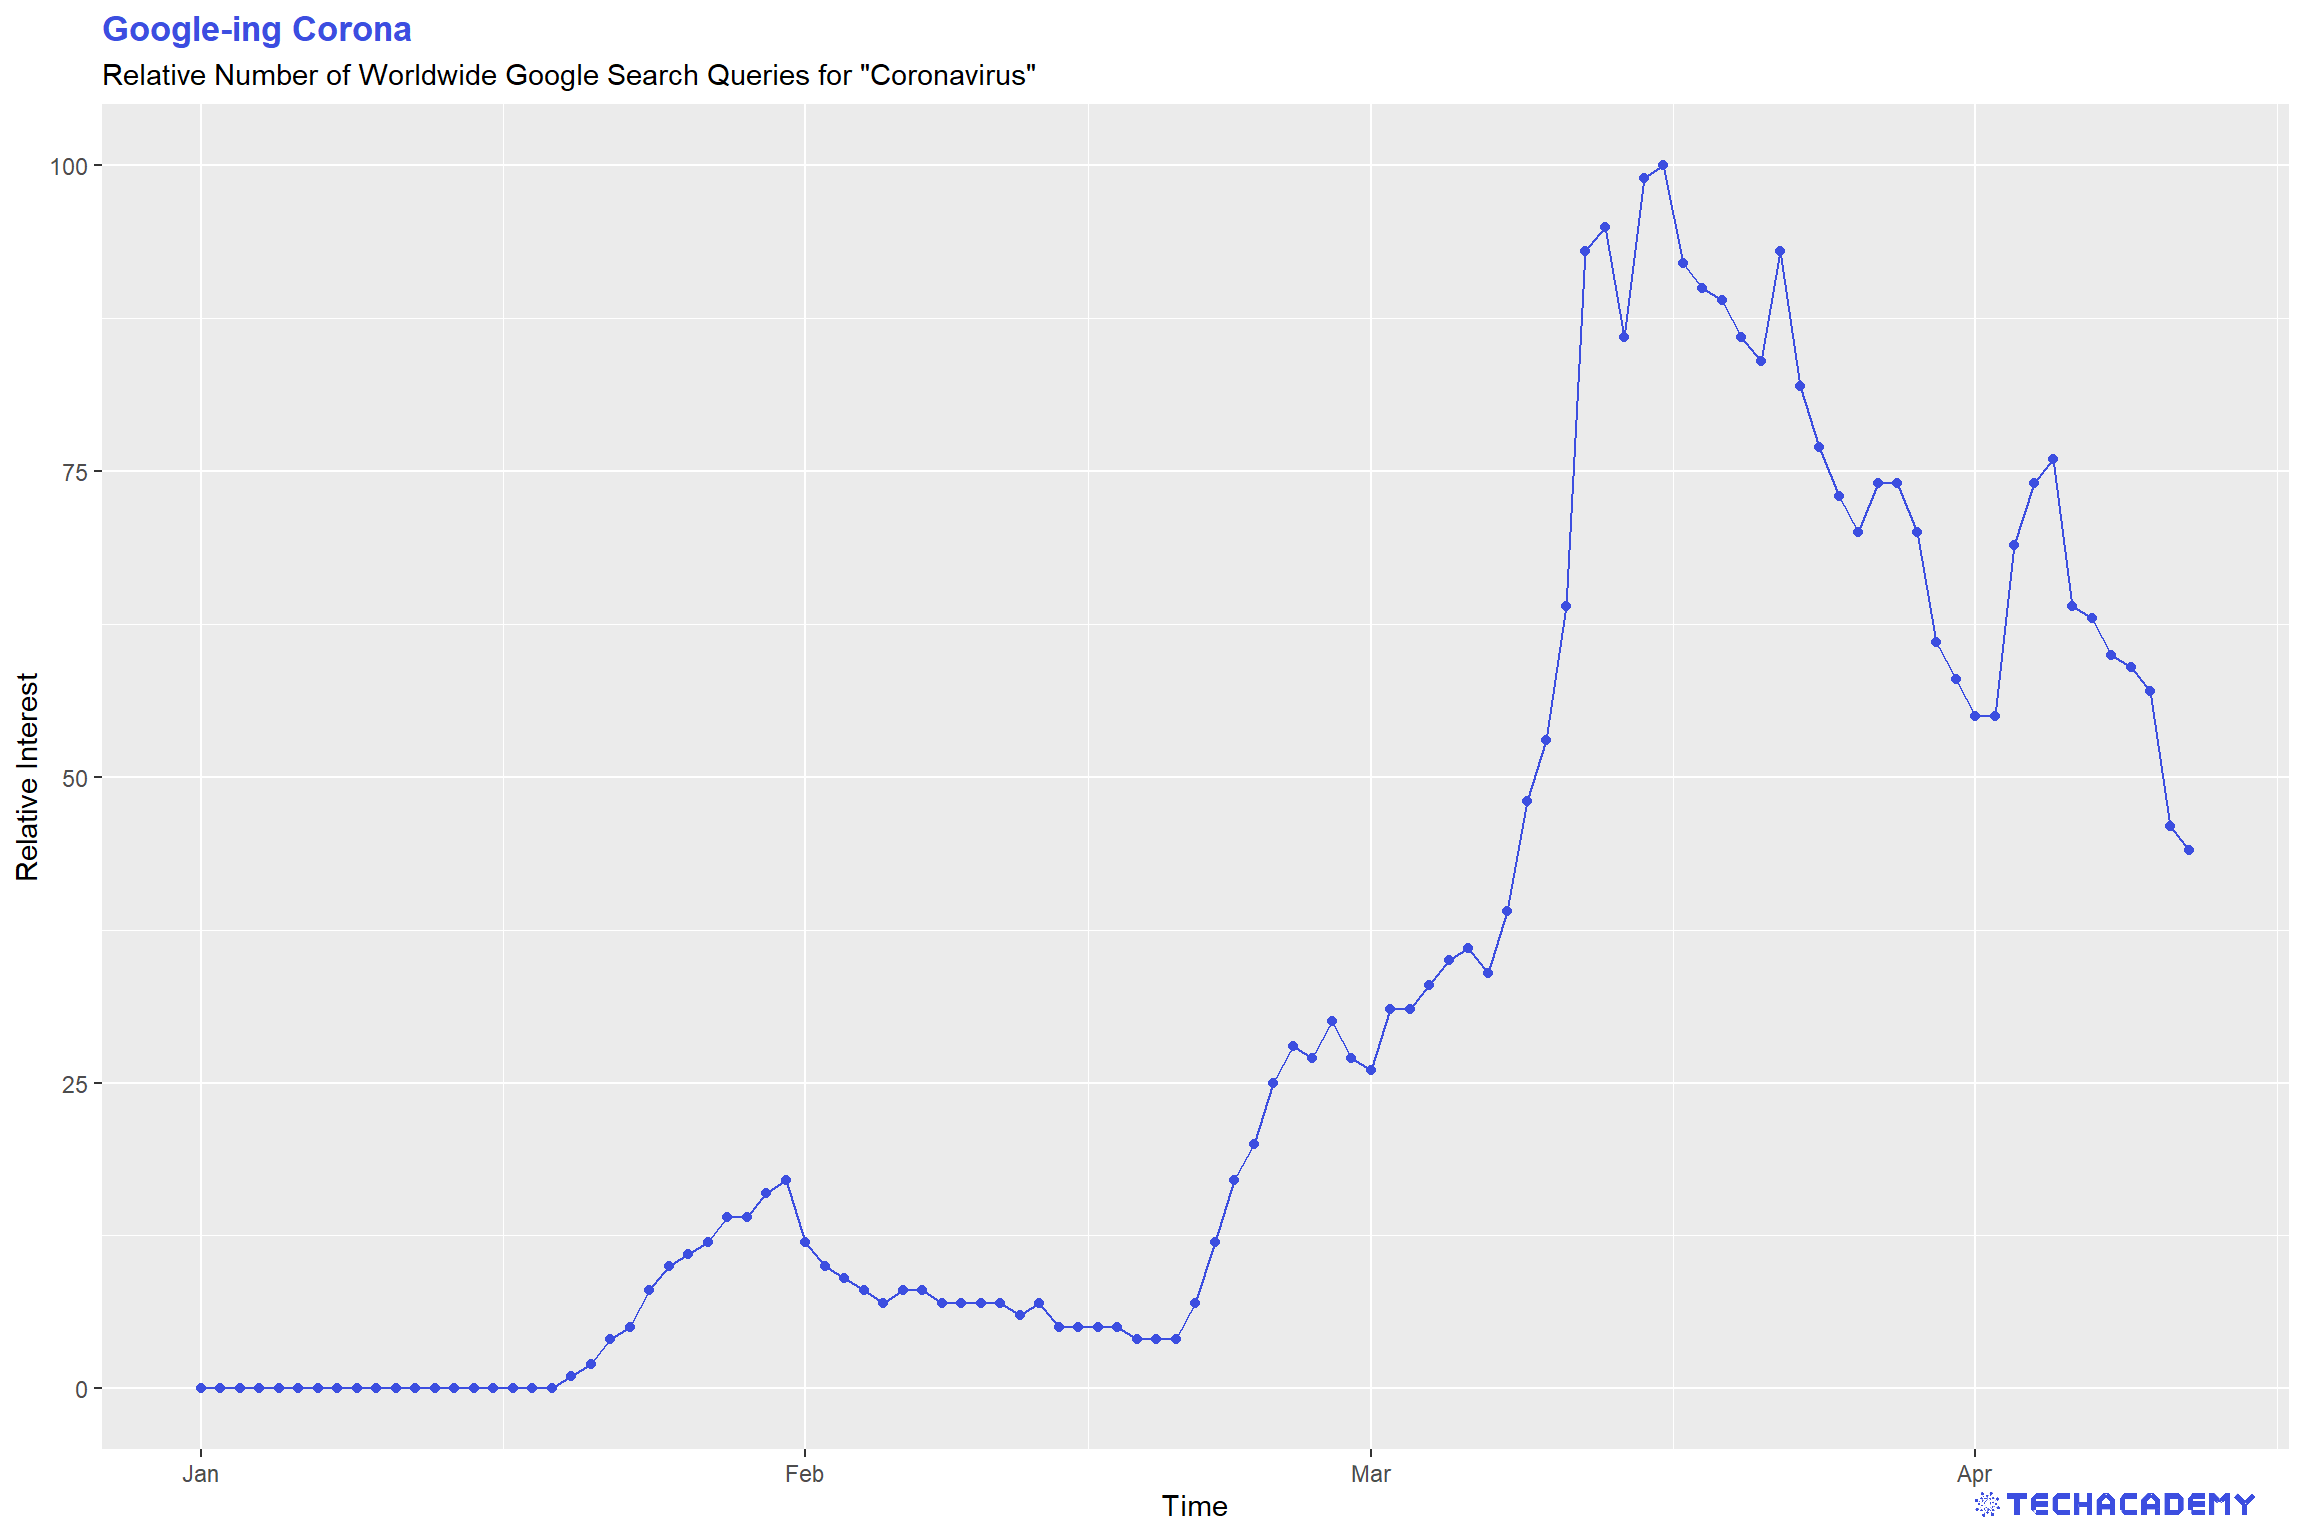 Google-ing Corona
Relative Number of Worldwide Google Search Queries for "Coronavirus"
Relative Interest
100
75
50
25
0
Jan
Feb
Mar
Apr
Time
TECHACADEMY